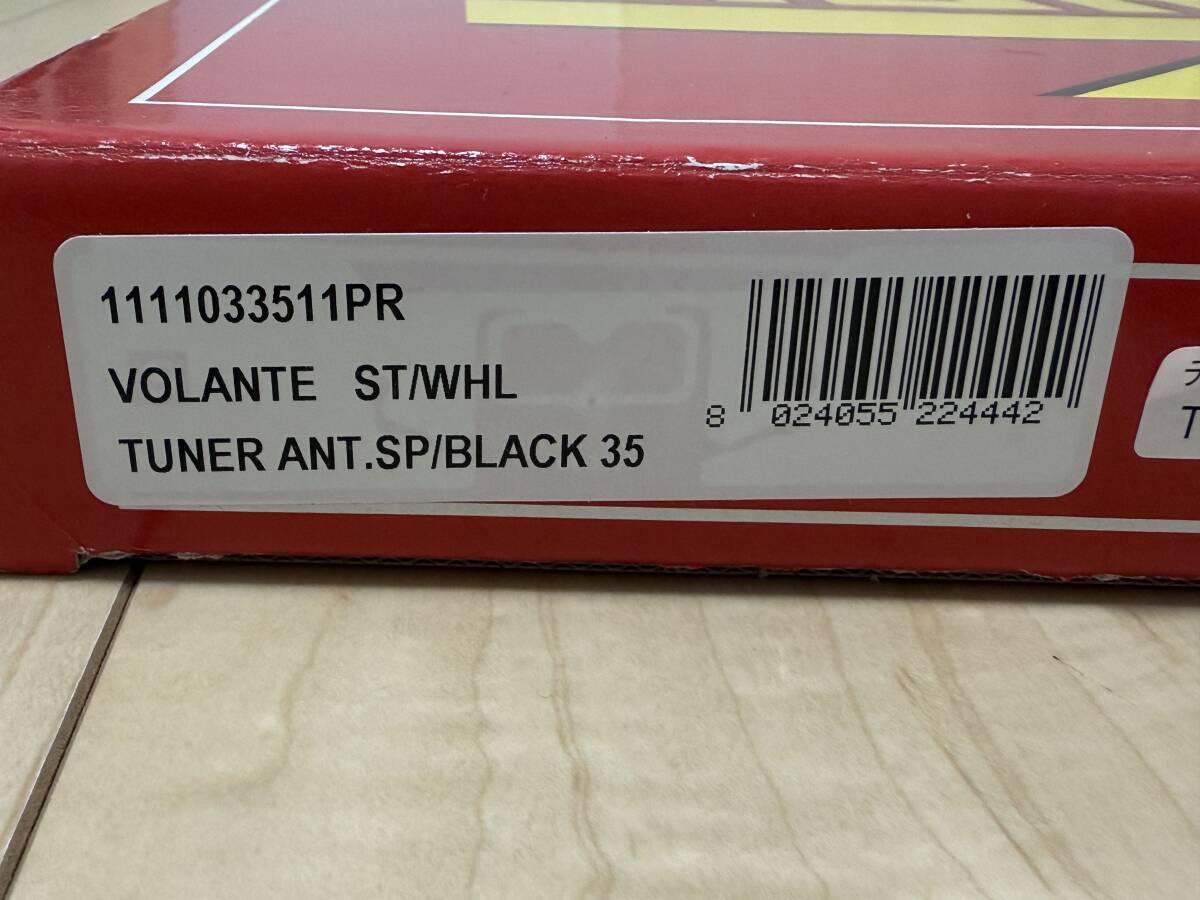 1111033511PR
VOLANTE ST/WHL
TUNER ANT.SP/BLACK 35
8 024055 224442
T